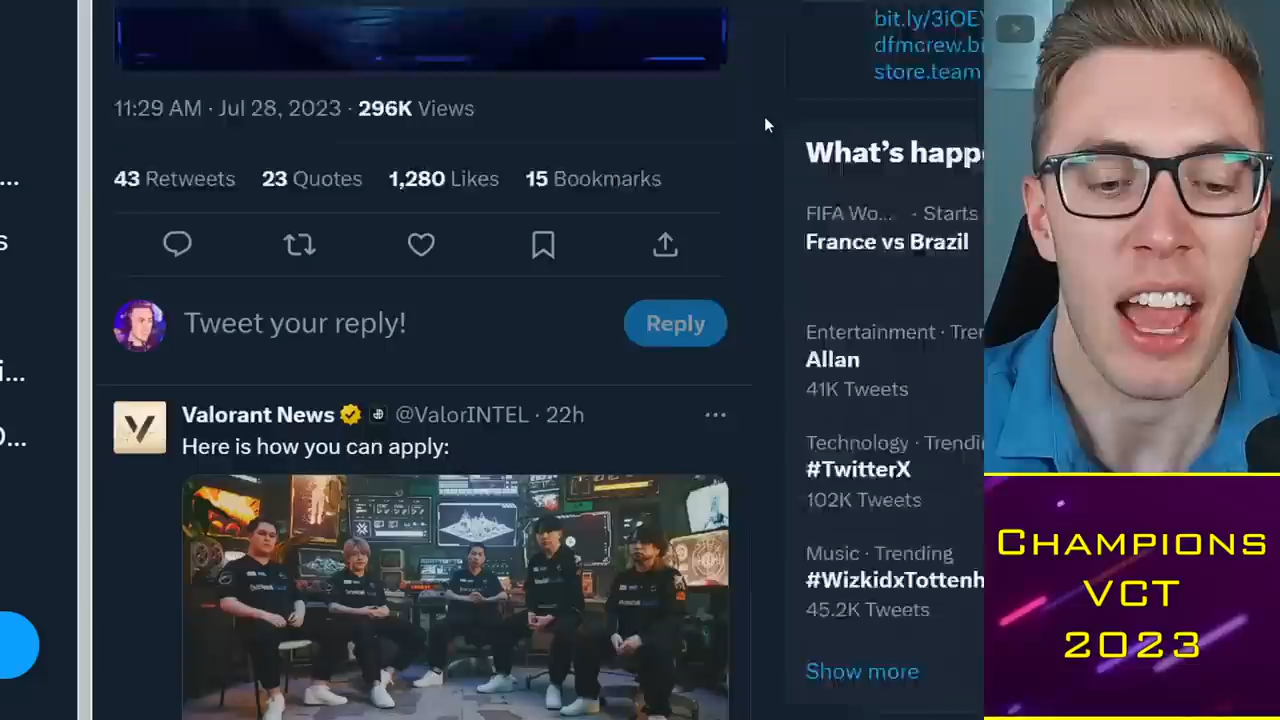 bit.ly/3iOE
dfmcrew.bi
store.team
11:29 AM · Jul 28, 2023 · 296K Views
43 Retweets 23 Quotes 1,280 Likes 15 Bookmarks
What's happe
FIFA Wo... · Starts
France vs Brazil
Tweet your reply!
Reply
Entertainment · Tren
Allan
41K Tweets
Valorant News @ValorINTEL · 22h
Here is how you can apply:
Technology · Trendi
#TwitterX
102K Tweets
Music · Trending
#WizkidxTottenh
45.2K Tweets
Show more
CHAMPIONS
VCT
2023